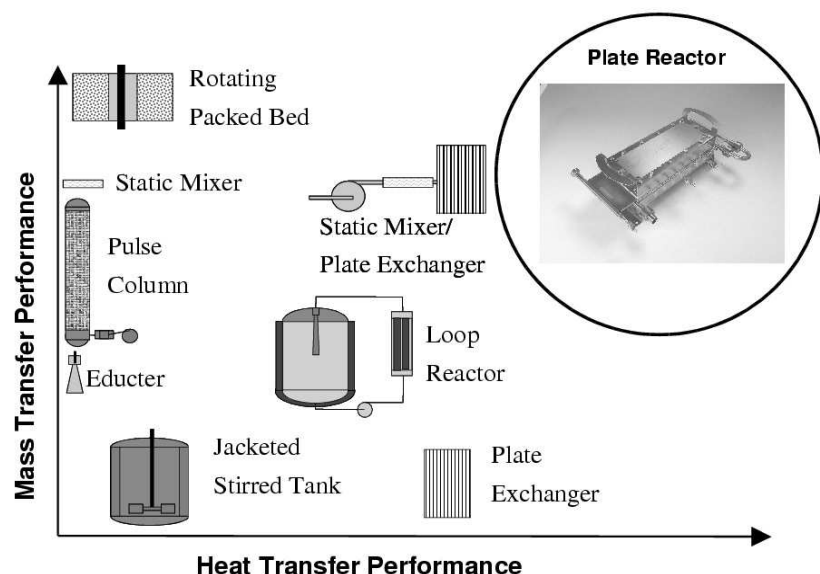 Plate Reactor
Rotating
Packed Bed
Static Mixer
Static Mixer/
Plate Exchanger
Pulse
Column
Loop
Reactor
Educter
Jacketed
Stirred Tank
Plate
Exchanger
Mass Transfer Performance
Heat Transfer Performance